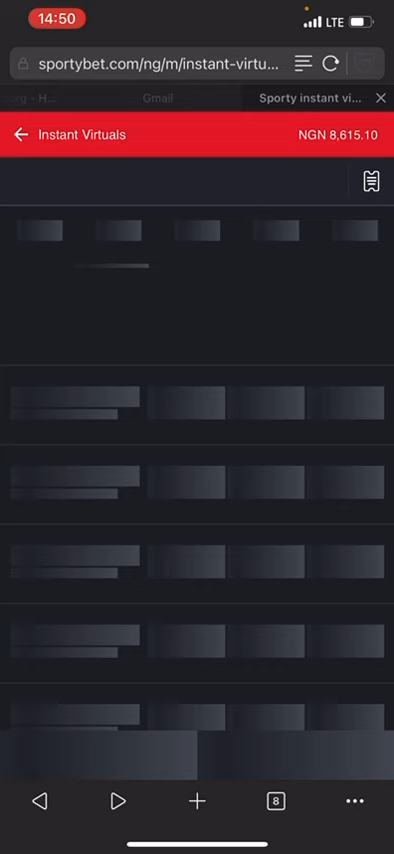 14:50
LTE
sportybet.com/ng/m/instant-virtu...
org - H...
Gmail
Sporty instant vi...
Instant Virtuals
NGN 8,615.10
8